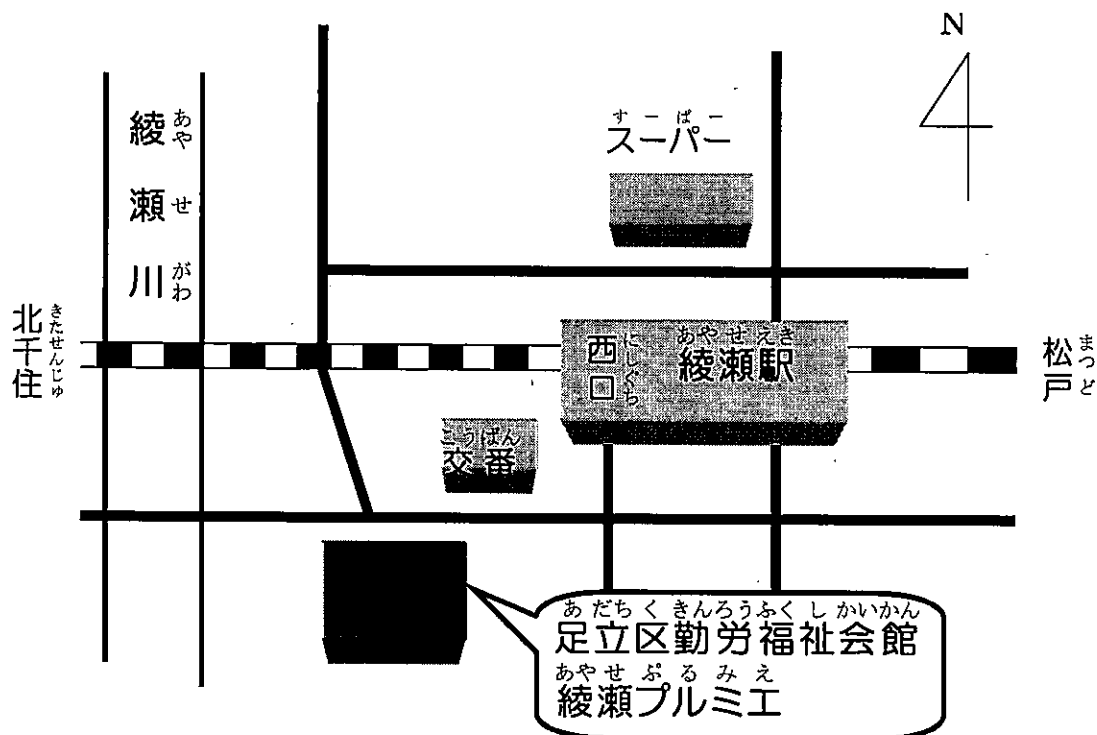 N
綾瀬川
あやせがわ
すーぱー
スーパー
北千住
きたせんじゅ
西口
にしぐち
あやせえき
綾瀬駅
松戸
まつど
こうばん
交番
あだちくきんろうふくしかいかん
足立区勤労福祉会館
あやせぷるみえ
綾瀬プルミエ